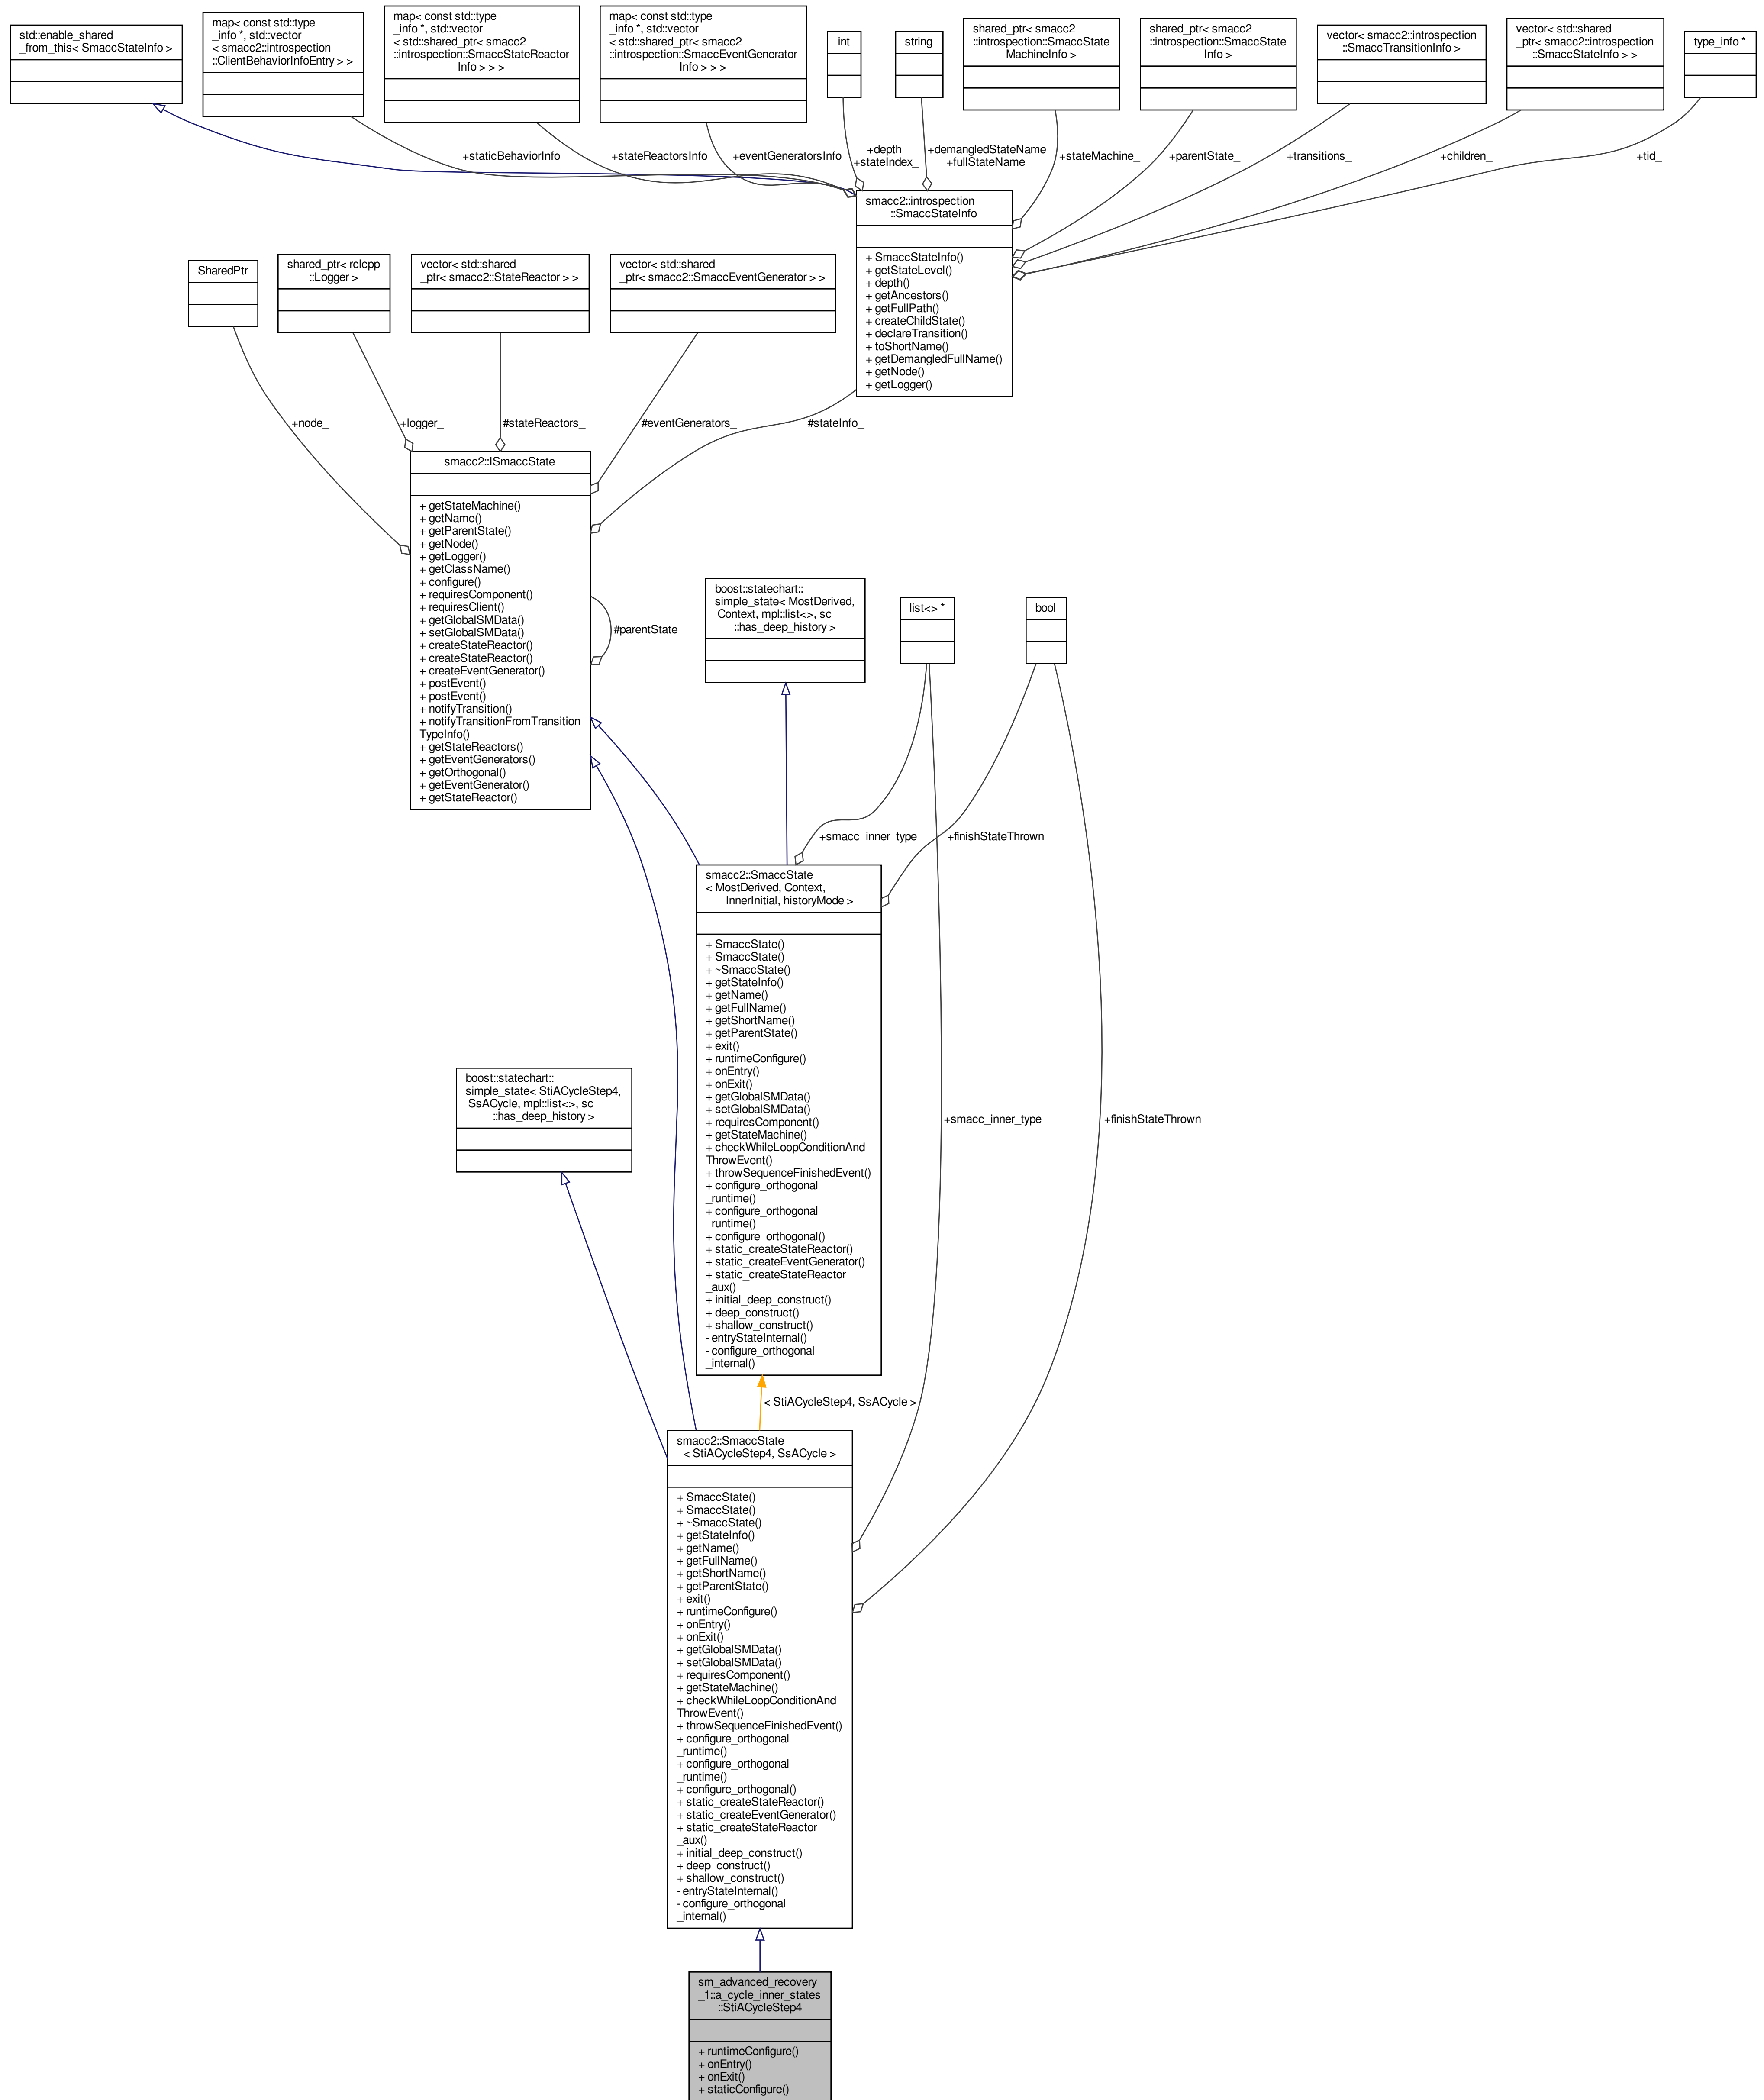 std::enable_shared
_from_this< SmaccStateInfo >
map< const std::type
_info *, std::vector
< smacc2::introspection
::ClientBehaviorInfoEntry > >
map< const std::type
_info *, std::vector
< std::shared_ptr< smacc2
::introspection::SmaccStateReactor
Info > > >
map< const std::type
_info *, std::vector
< std::shared_ptr< smacc2
::introspection::SmaccEventGenerator
Info > > >
int
string
shared_ptr< smacc2
::introspection::SmaccState
MachineInfo >
shared_ptr< smacc2
::introspection::SmaccState
Info >
vector< smacc2::introspection
::SmaccTransitionInfo >
vector< std::shared
_ptr< smacc2::introspection
::SmaccStateInfo > >
type_info *
+staticBehaviorInfo
+stateReactorsInfo
+eventGeneratorsInfo
+depth_
+stateIndex_
+demangledStateName
+fullStateName
+stateMachine_
+parentState_
+transitions_
+children_
+tid_
smacc2::introspection
::SmaccStateInfo
+ SmaccStateInfo()
+ getStateLevel()
+ depth()
+ getAncestors()
+ getFullPath()
+ createChildState()
+ declareTransition()
+ toShortName()
+ getDemangledFullName()
+ getNode()
+ getLogger()
SharedPtr
shared_ptr< rclcpp
::Logger >
vector< std::shared
_ptr< smacc2::StateReactor > >
vector< std::shared
_ptr< smacc2::SmaccEventGenerator > >
+node_
+logger_
#stateReactors_
#eventGenerators_
#stateInfo_
smacc2::ISmaccState
+ getStateMachine()
+ getName()
+ getParentState()
+ getNode()
+ getLogger()
+ getClassName()
+ configure()
+ requiresComponent()
+ requiresClient()
+ getGlobalSMData()
+ setGlobalSMData()
+ createStateReactor()
+ createStateReactor()
+ createEventGenerator()
+ postEvent()
+ postEvent()
+ notifyTransition()
+ notifyTransitionFromTransition
TypeInfo()
+ getStateReactors()
+ getEventGenerators()
+ getOrthogonal()
+ getEventGenerator()
+ getStateReactor()
#parentState_
boost::statechart::
simple_state< MostDerived,
Context, mpl::list<>, sc
::has_deep_history >
list<> *
bool
+smacc_inner_type
+finishStateThrown
smacc2::SmaccState
< MostDerived, Context,
InnerInitial, historyMode >
+ SmaccState()
+ SmaccState()
+ ~SmaccState()
+ getStateInfo()
+ getName()
+ getFullName()
+ getShortName()
+ getParentState()
+ exit()
+ runtimeConfigure()
+ onEntry()
+ onExit()
+ getGlobalSMData()
+ setGlobalSMData()
+ requiresComponent()
+ getStateMachine()
+ checkWhileLoopConditionAnd
ThrowEvent()
+ throwSequenceFinishedEvent()
+ configure_orthogonal
_runtime()
+ configure_orthogonal
_runtime()
+ configure_orthogonal()
+ static_createStateReactor()
+ static_createEventGenerator()
+ static_createStateReactor
_aux()
+ initial_deep_construct()
+ deep_construct()
+ shallow_construct()
- entryStateInternal()
- configure_orthogonal
_internal()
boost::statechart::
simple_state< StiACycleStep4,
SsACycle, mpl::list<>, sc
::has_deep_history >
+smacc_inner_type
+finishStateThrown
< StiACycleStep4, SsACycle >
smacc2::SmaccState
< StiACycleStep4, SsACycle >
+ SmaccState()
+ SmaccState()
+ ~SmaccState()
+ getStateInfo()
+ getName()
+ getFullName()
+ getShortName()
+ getParentState()
+ exit()
+ runtimeConfigure()
+ onEntry()
+ onExit()
+ getGlobalSMData()
+ setGlobalSMData()
+ requiresComponent()
+ getStateMachine()
+ checkWhileLoopConditionAnd
ThrowEvent()
+ throwSequenceFinishedEvent()
+ configure_orthogonal
_runtime()
+ configure_orthogonal
_runtime()
+ configure_orthogonal()
+ static_createStateReactor()
+ static_createEventGenerator()
+ static_createStateReactor
_aux()
+ initial_deep_construct()
+ deep_construct()
+ shallow_construct()
- entryStateInternal()
- configure_orthogonal
_internal()
sm_advanced_recovery
_1::a_cycle_inner_states
::StiACycleStep4
+ runtimeConfigure()
+ onEntry()
+ onExit()
+ staticConfigure()